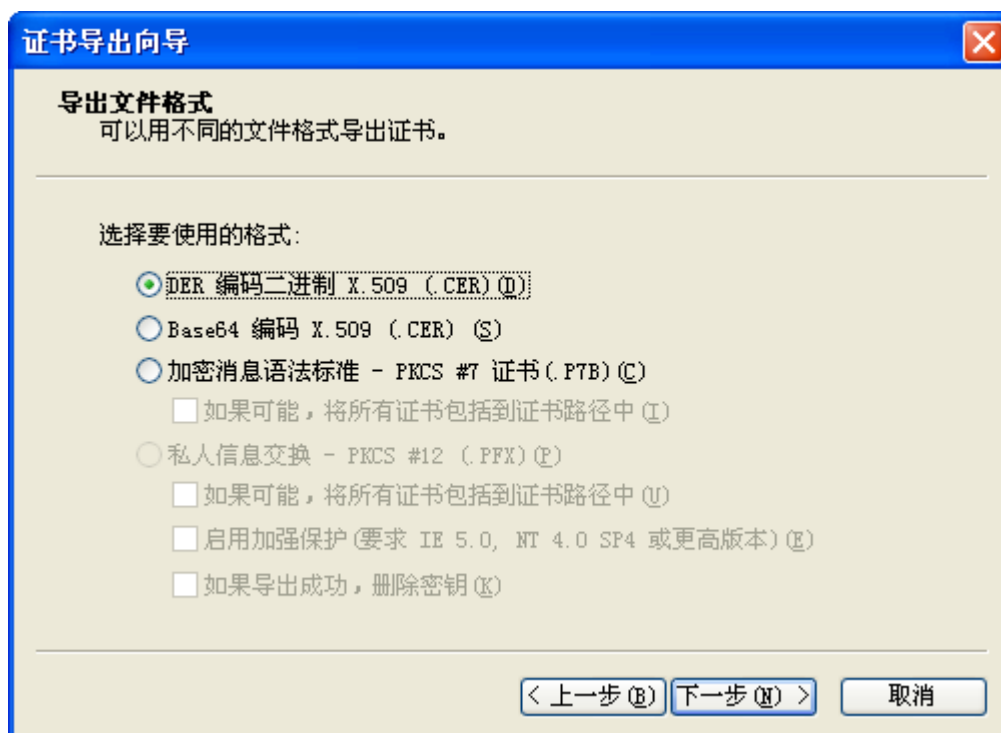 证书导出向导
导出文件格式
可以用不同的文件格式导出证书。
选择要使用的格式:
DER 编码二进制 X.509 (.CER)(D)
Base64 编码 X.509 (.CER) (S)
加密消息语法标准 - PKCS #7 证书(.P7B)(C)
如果可能，将所有证书包括到证书路径中(I)
私人信息交换 - PKCS #12 (.PFX)(P)
如果可能，将所有证书包括到证书路径中(U)
启用加强保护(要求 IE 5.0, NT 4.0 SP4 或更高版本)(E)
如果导出成功，删除密钥(K)
< 上一步(B) 下一步(N) > 取消